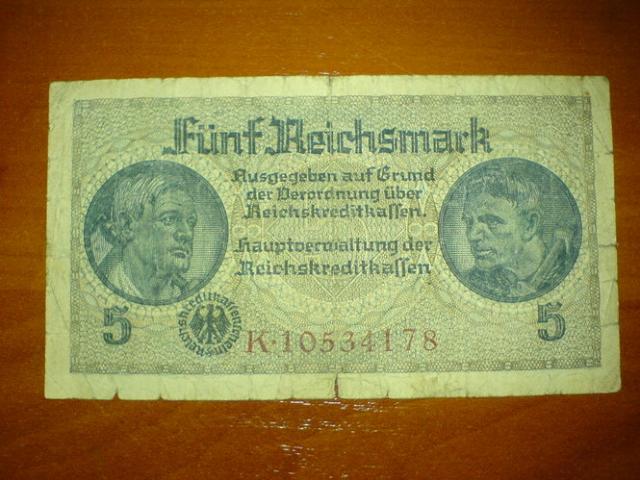 Fünf Reichsmark
Ausgegeben auf Grund
der Verordnung über
Reichskreditkassen.
Hauptverwaltung der
Reichskreditkassen
5
5
K·10534178